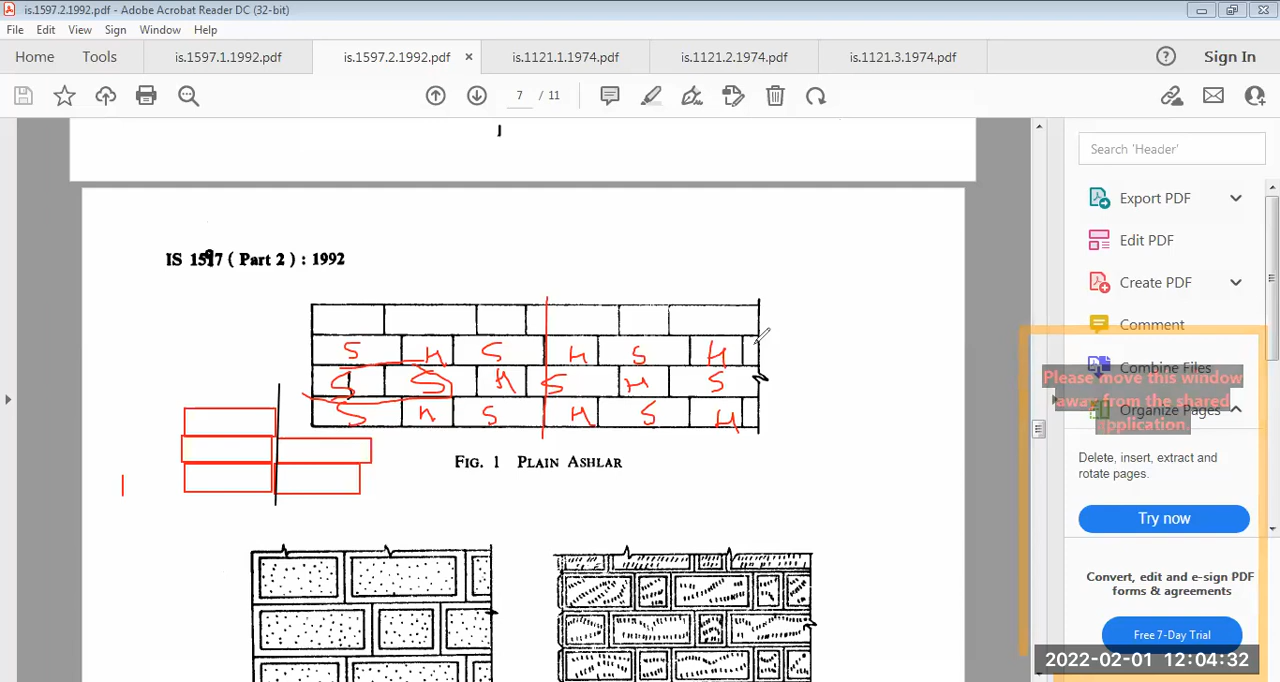 is.1597.2.1992.pdf - Adobe Acrobat Reader DC (32-bit)
File Edit View Sign Window Help
Home Tools is.1597.1.1992.pdf is.1597.2.1992.pdf × is.1121.1.1974.pdf is.1121.2.1974.pdf is.1121.3.1974.pdf ? Sign In
7 / 11
Search 'Header'
Export PDF
Edit PDF
Create PDF
Comment
Combine Files
Please move this window
away from the shared
application.
Organize Pages
Delete, insert, extract and
rotate pages.
Try now
Convert, edit and e-sign PDF
forms & agreements
Free 7-Day Trial
2022-02-01 12:04:32
IS 1597 ( Part 2 ) : 1992
S H S H S H
S S H S H S
S H S H S H
FIG. 1 PLAIN ASHLAR